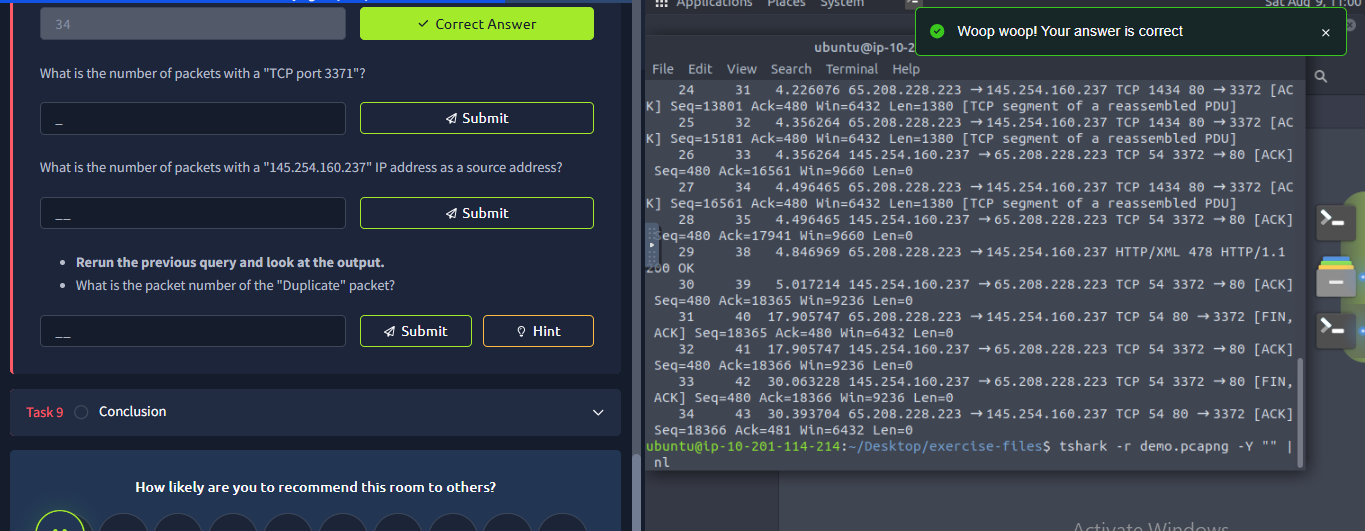 34
Correct Answer
What is the number of packets with a "TCP port 3371"?
_
Submit
What is the number of packets with a "145.254.160.237" IP address as a source address?
__
Submit
Rerun the previous query and look at the output.
What is the packet number of the "Duplicate" packet?
__
Submit
Hint
Task 9
Conclusion
How likely are you to recommend this room to others?
Applications Places System
Sat Aug 9, 11:00
Woop woop! Your answer is correct
ubuntu@ip-10-2
File Edit View Search Terminal Help
24 31 4.226076 65.208.228.223 → 145.254.160.237 TCP 1434 80 → 3372 [AC
K] Seq=13801 Ack=480 Win=6432 Len=1380 [TCP segment of a reassembled PDU]
25 32 4.356264 65.208.228.223 → 145.254.160.237 TCP 1434 80 → 3372 [AC
K] Seq=15181 Ack=480 Win=6432 Len=1380 [TCP segment of a reassembled PDU]
26 33 4.356264 145.254.160.237 → 65.208.228.223 TCP 54 3372 → 80 [ACK]
Seq=480 Ack=16561 Win=9660 Len=0
27 34 4.496465 65.208.228.223 → 145.254.160.237 TCP 1434 80 → 3372 [AC
K] Seq=16561 Ack=480 Win=6432 Len=1380 [TCP segment of a reassembled PDU]
28 35 4.496465 145.254.160.237 → 65.208.228.223 TCP 54 3372 → 80 [ACK]
Seq=480 Ack=17941 Win=9660 Len=0
29 38 4.846969 65.208.228.223 → 145.254.160.237 HTTP/XML 478 HTTP/1.1
200 OK
30 39 5.017214 145.254.160.237 → 65.208.228.223 TCP 54 3372 → 80 [ACK]
Seq=480 Ack=18365 Win=9236 Len=0
31 40 17.905747 65.208.228.223 → 145.254.160.237 TCP 54 80 → 3372 [FIN,
ACK] Seq=18365 Ack=480 Win=6432 Len=0
32 41 17.905747 145.254.160.237 → 65.208.228.223 TCP 54 3372 → 80 [ACK]
Seq=480 Ack=18366 Win=9236 Len=0
33 42 30.063228 145.254.160.237 → 65.208.228.223 TCP 54 3372 → 80 [FIN,
ACK] Seq=480 Ack=18366 Win=9236 Len=0
34 43 30.393704 65.208.228.223 → 145.254.160.237 TCP 54 80 → 3372 [ACK]
Seq=18366 Ack=481 Win=6432 Len=0
ubuntu@ip-10-201-114-214:~/Desktop/exercise-files$ tshark -r demo.pcapng -Y "" |
nl
Activate Windows